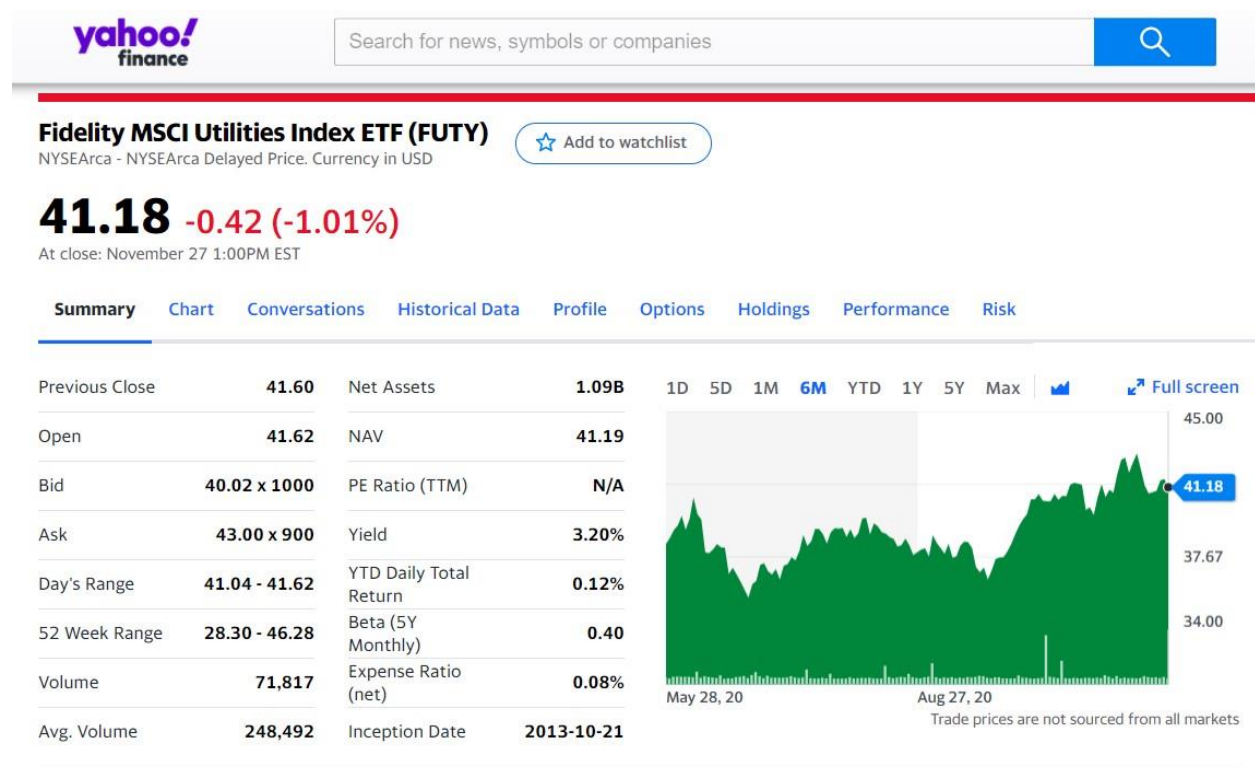 yahoo!
finance
Search for news, symbols or companies
Fidelity MSCI Utilities Index ETF (FUTY)
Add to watchlist
NYSEArca - NYSEArca Delayed Price. Currency in USD
41.18 -0.42 (-1.01%)
At close: November 27 1:00PM EST
Summary Chart Conversations Historical Data Profile Options Holdings Performance Risk
Previous Close 41.60
Open 41.62
Bid 40.02 x 1000
Ask 43.00 x 900
Day's Range 41.04 - 41.62
52 Week Range 28.30 - 46.28
Volume 71,817
Avg. Volume 248,492
Net Assets 1.09B
NAV 41.19
PE Ratio (TTM) N/A
Yield 3.20%
YTD Daily Total
Return 0.12%
Beta (5Y
Monthly) 0.40
Expense Ratio
(net) 0.08%
Inception Date 2013-10-21
1D 5D 1M 6M YTD 1Y 5Y Max Full screen
45.00
41.18
37.67
34.00
May 28, 20 Aug 27, 20
Trade prices are not sourced from all markets